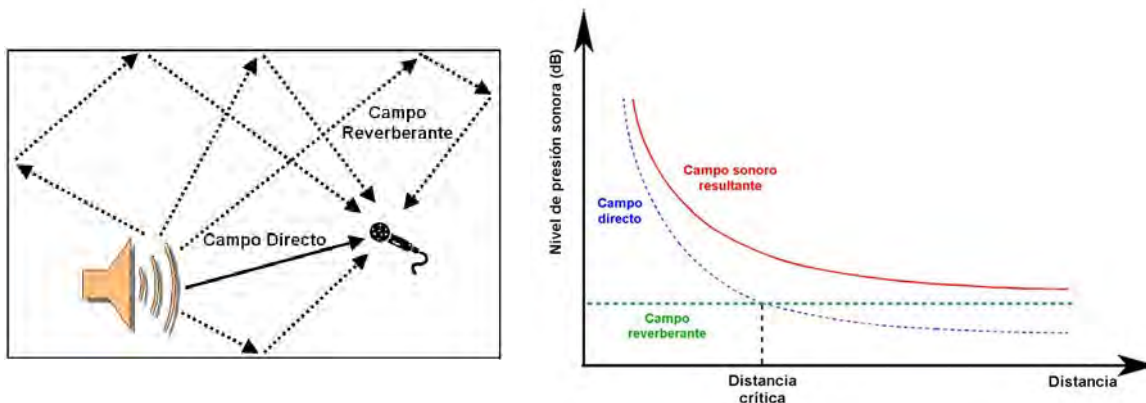 Campo
Reverberante
Campo Directo
Nivel de presión sonora (dB)
Campo sonoro
resultante
Campo
directo
Campo
reverberante
Distancia
crítica
Distancia